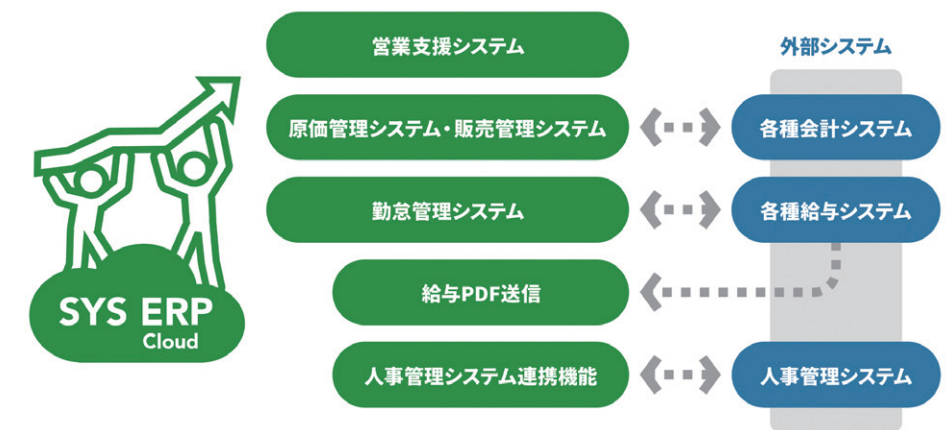 営業支援システム
外部システム
原価管理システム・販売管理システム
各種会計システム
勤怠管理システム
各種給与システム
給与PDF送信
人事管理システム連携機能
人事管理システム
SYS ERP
Cloud